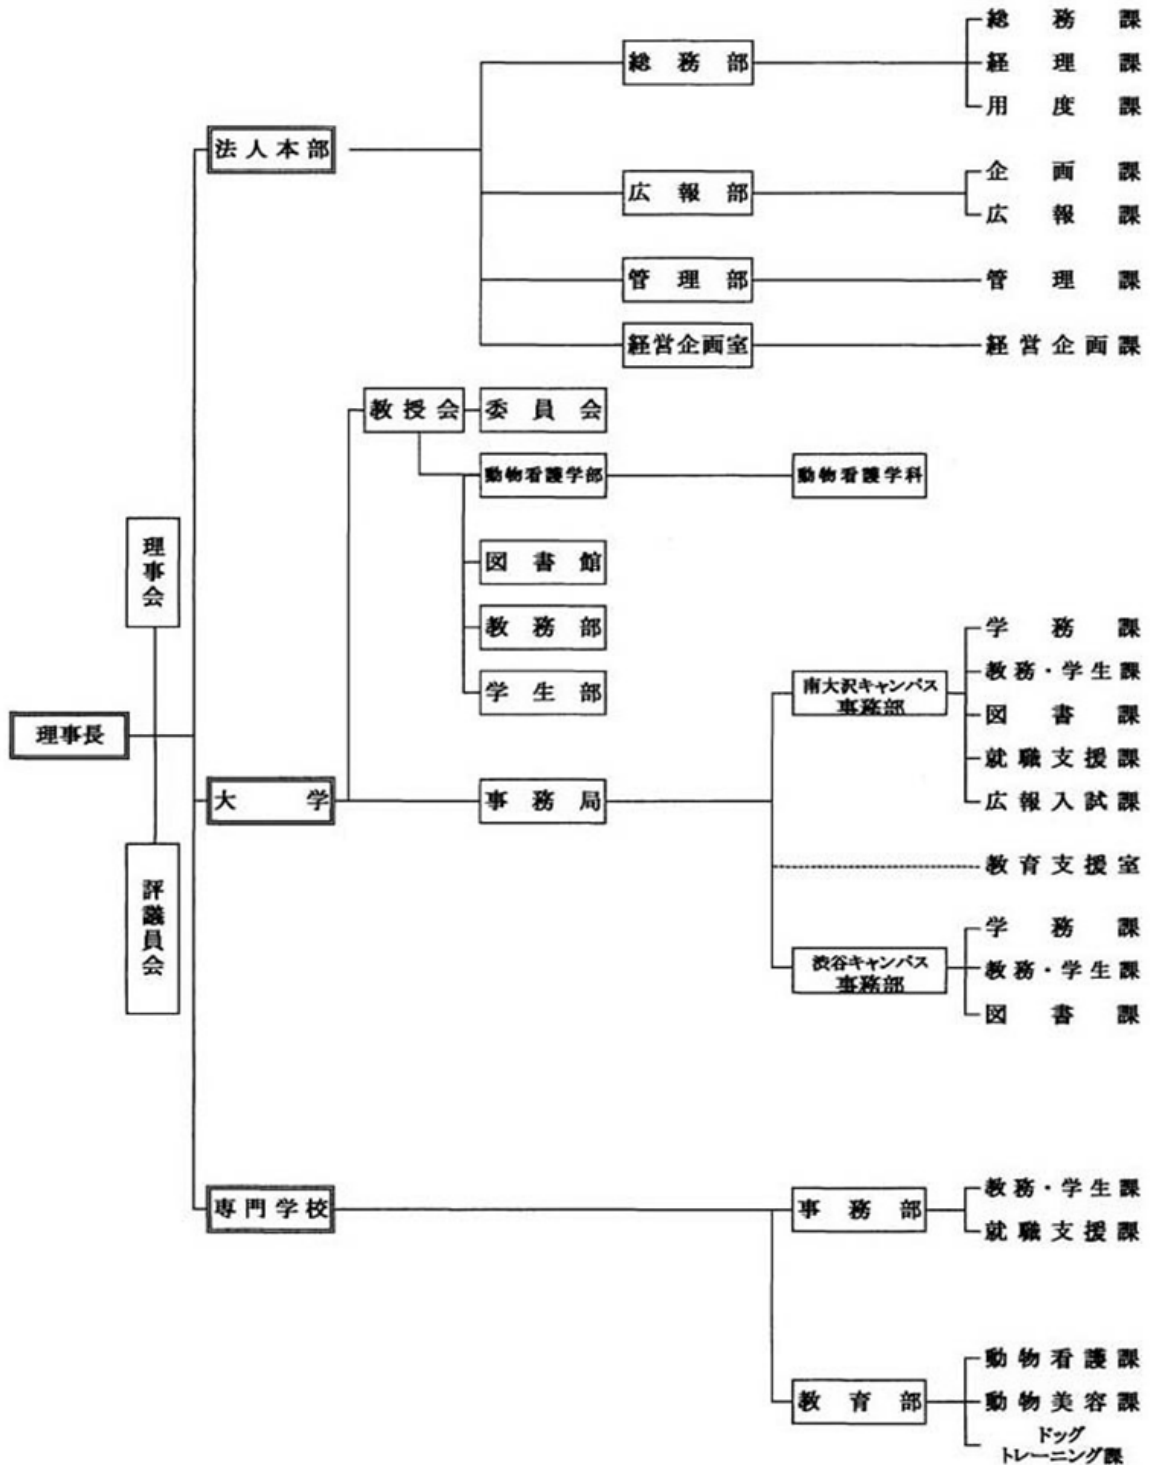 総務課
総務部
経理課
用度課
法人本部
企画課
広報部
広報課
管理部
管理課
経営企画室
経営企画課
教授会
委員会
動物看護学部
動物看護学科
理事会
図書館
教務部
学務課
教務・学生課
学生部
南大沢キャンパス
事務部
図書課
理事長
就職支援課
大学
事務局
広報入試課
教育支援室
評議員会
学務課
渋谷キャンパス
事務部
教務・学生課
図書課
専門学校
事務部
教務・学生課
就職支援課
動物看護課
教育部
動物美容課
ドッグ
トレーニング課